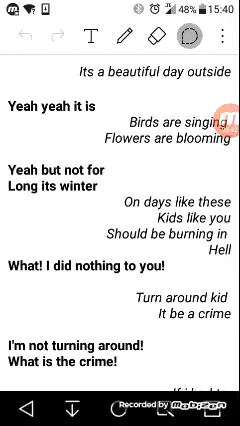 48% 15:40
T
Its a beautiful day outside
Yeah yeah it is
Birds are singing
Flowers are blooming
Yeah but not for
Long its winter
On days like these
Kids like you
Should be burning in
Hell
What! I did nothing to you!
Turn around kid
It be a crime
I'm not turning around!
What is the crime!
Recorded by mobizen